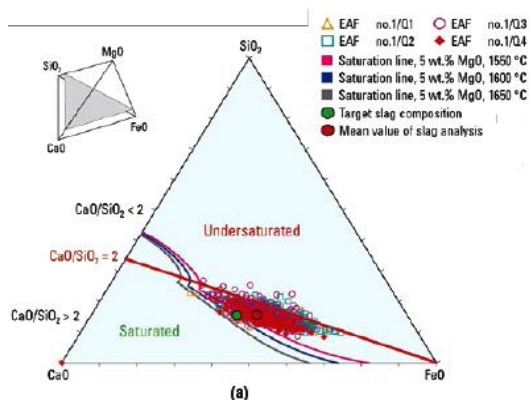 MgO
SiO₂
FeO
CaO
SiO₂
EAF no.1/Q1
EAF no.1/Q3
EAF no.1/Q2
EAF no.1/Q4
Saturation line, 5 wt.% MgO, 1550 °C
Saturation line, 5 wt.% MgO, 1600 °C
Saturation line, 5 wt.% MgO, 1650 °C
Target slag composition
Mean value of slag analysis
CaO/SiO₂ < 2
Undersaturated
CaO/SiO₂ = 2
CaO/SiO₂ > 2
Saturated
CaO
FeO
(a)